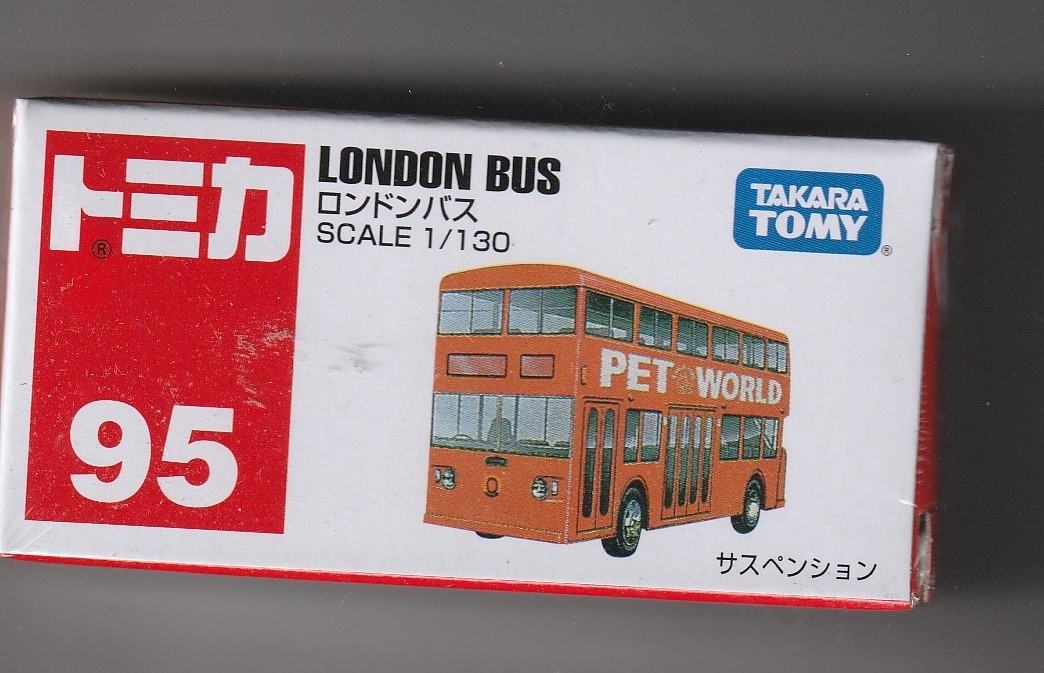 トミカ
®
95
LONDON BUS
ロンドンバス
SCALE 1/130
TAKARA
TOMY
®
PET WORLD
サスペンション